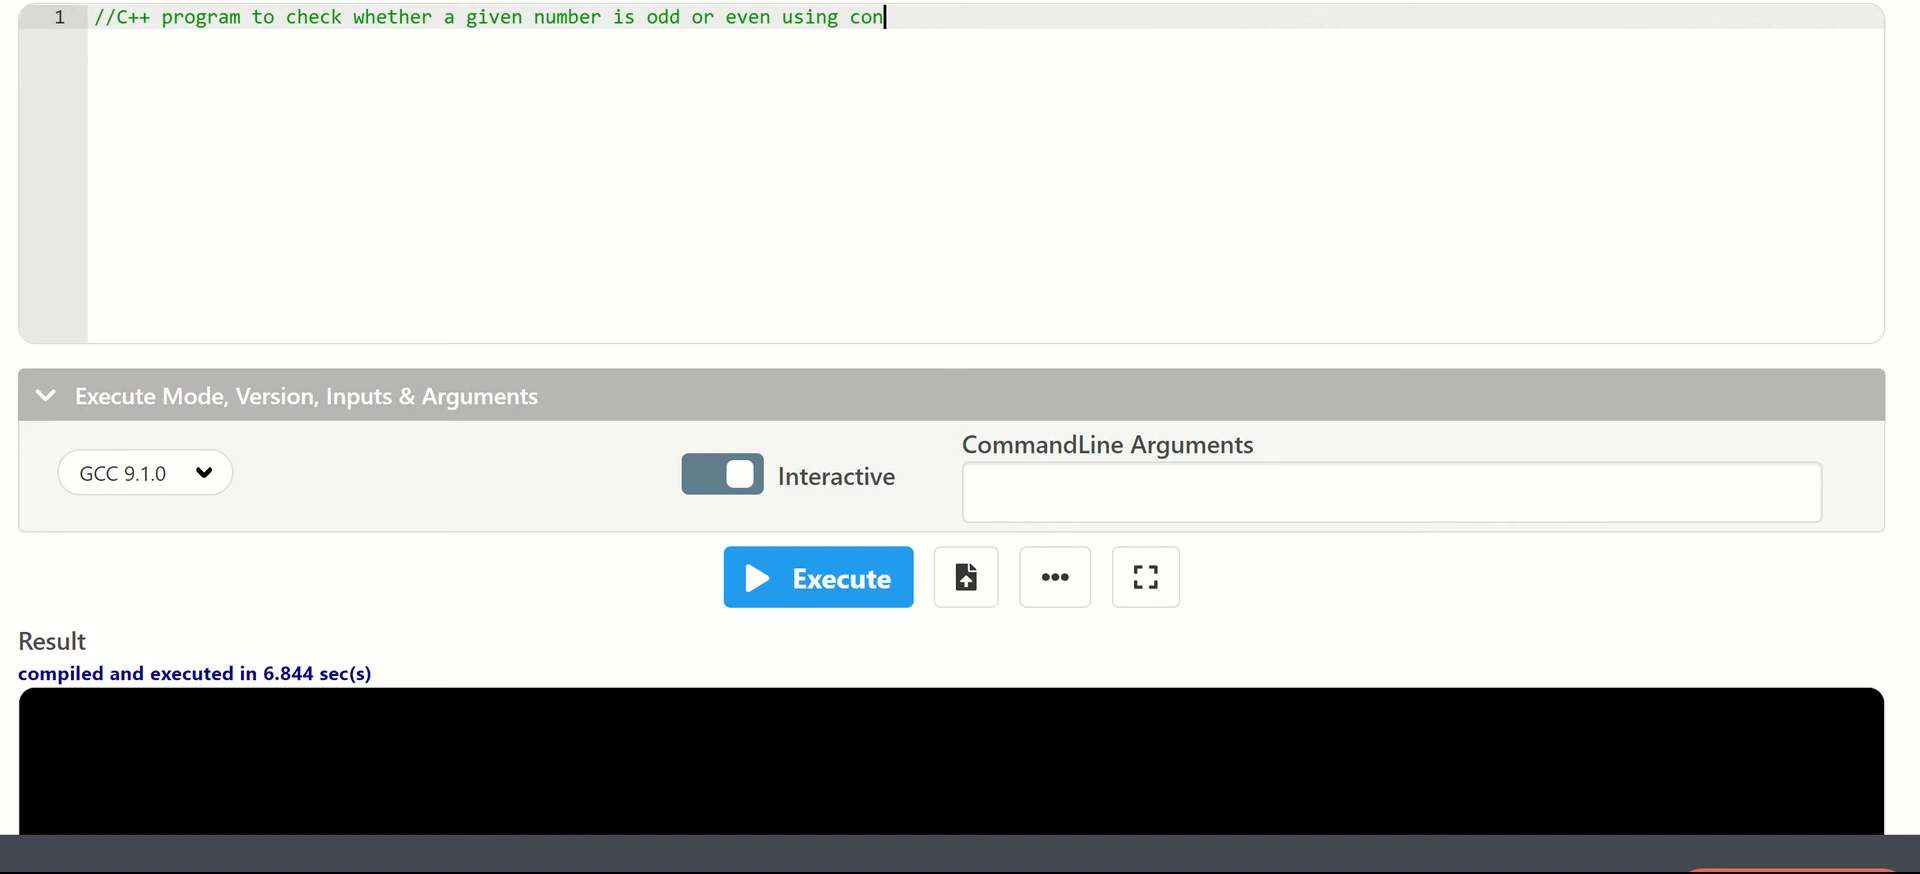 1 //C++ program to check whether a given number is odd or even using con
Execute Mode, Version, Inputs & Arguments
CommandLine Arguments
GCC 9.1.0
Interactive
Execute
Result
compiled and executed in 6.844 sec(s)